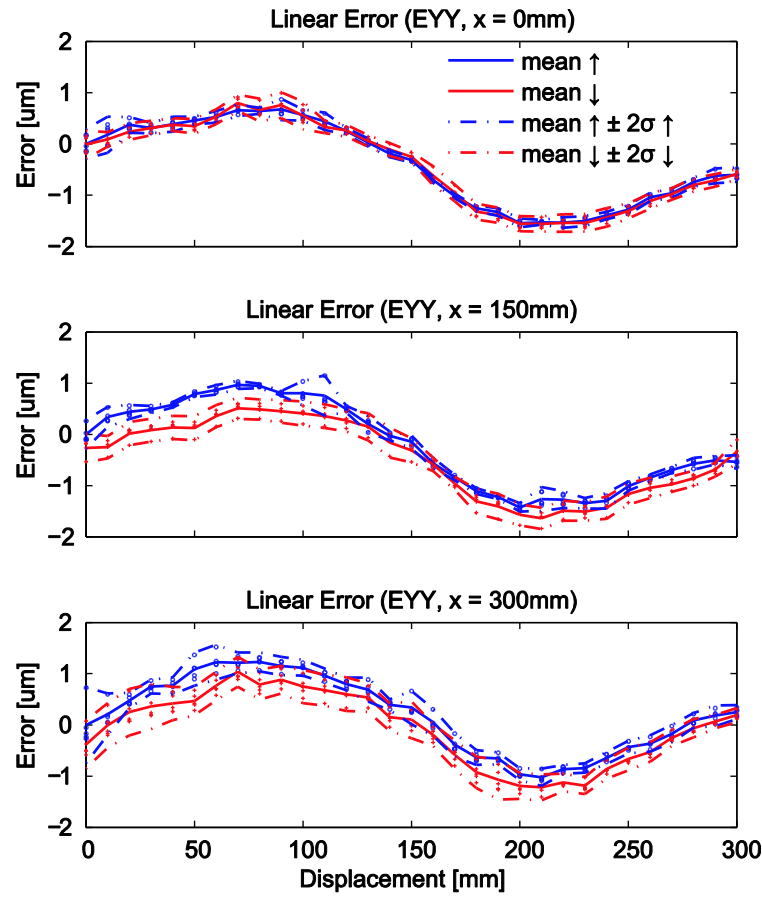 Linear Error (EYY, x = 0mm)
2
1
0
−1
−2
Error [um]
mean ↑
mean ↓
mean ↑ ± 2σ ↑
mean ↓ ± 2σ ↓
Linear Error (EYY, x = 150mm)
2
1
0
−1
−2
Error [um]
Linear Error (EYY, x = 300mm)
2
1
0
−1
−2
Error [um]
0 50 100 150 200 250 300
Displacement [mm]